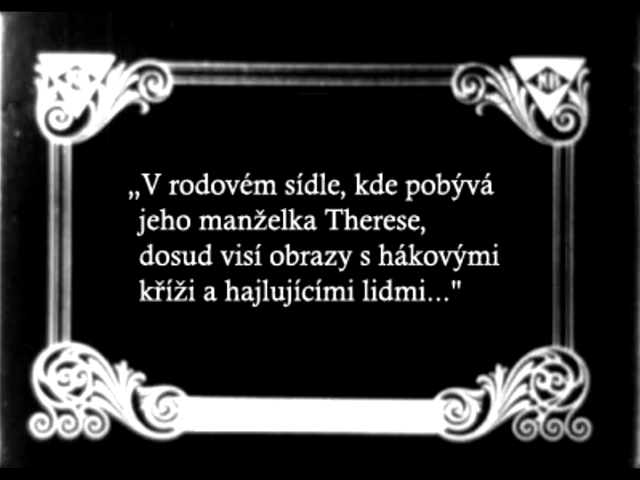 „V rodovém sídle, kde pobývá
jeho manželka Therese,
dosud visí obrazy s hákovými
kříži a hajlujícími lidmi..."